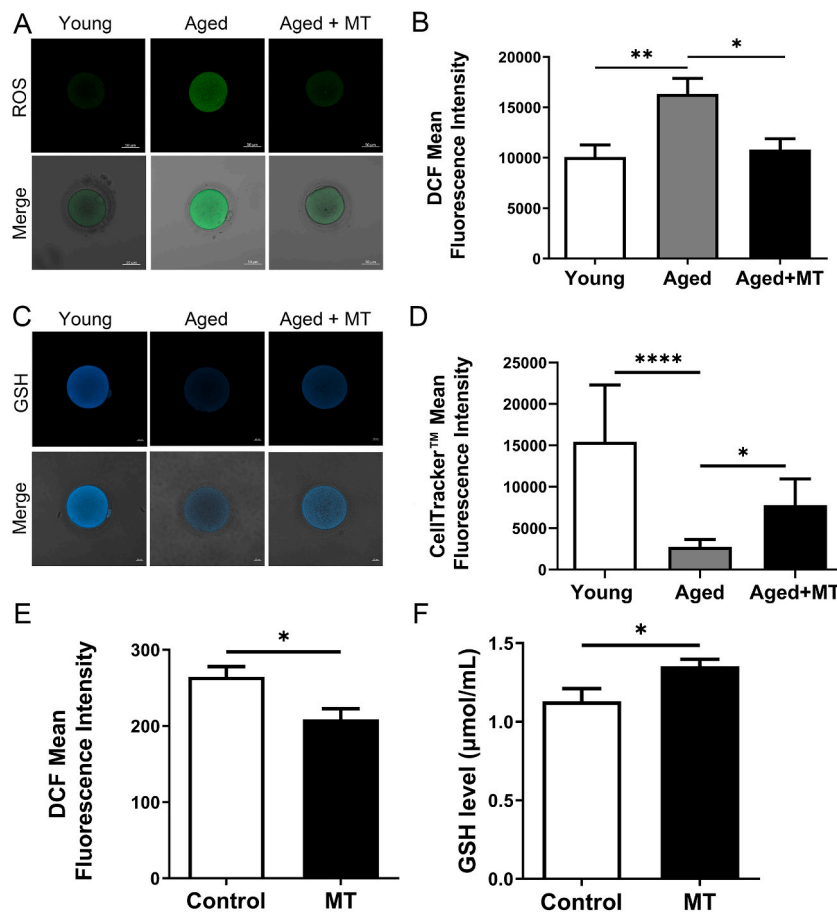 A
Young Aged Aged + MT
ROS
Merge
B
DCF Mean
Fluorescence Intensity
20000
15000
10000
5000
0
** *
Young Aged Aged+MT
C
Young Aged Aged + MT
GSH
Merge
D
CellTracker™ Mean
Fluorescence Intensity
25000
20000
15000
10000
5000
0
****
*
Young Aged Aged+MT
E
DCF Mean
Fluorescence Intensity
300
200
100
0
*
Control MT
F
GSH level (μmol/mL)
1.5
1.0
0.5
0.0
*
Control MT